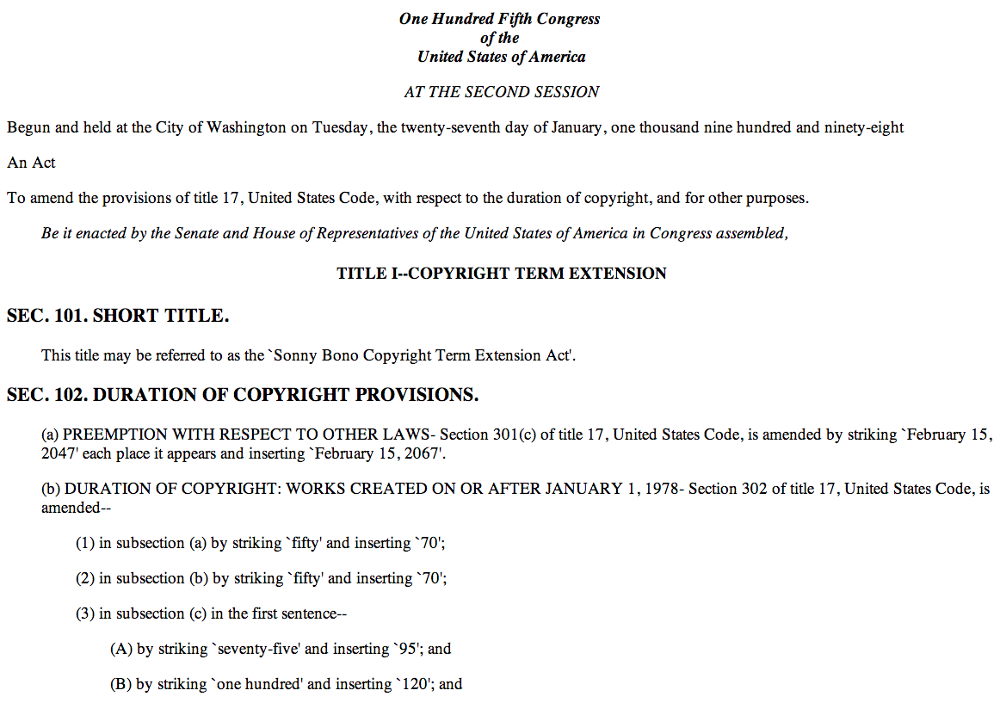 One Hundred Fifth Congress
of the
United States of America
AT THE SECOND SESSION
Begun and held at the City of Washington on Tuesday, the twenty-seventh day of January, one thousand nine hundred and ninety-eight
An Act
To amend the provisions of title 17, United States Code, with respect to the duration of copyright, and for other purposes.
Be it enacted by the Senate and House of Representatives of the United States of America in Congress assembled,
TITLE I--COPYRIGHT TERM EXTENSION
SEC. 101. SHORT TITLE.
This title may be referred to as the `Sonny Bono Copyright Term Extension Act'.
SEC. 102. DURATION OF COPYRIGHT PROVISIONS.
(a) PREEMPTION WITH RESPECT TO OTHER LAWS- Section 301(c) of title 17, United States Code, is amended by striking `February 15,
2047' each place it appears and inserting `February 15, 2067'.
(b) DURATION OF COPYRIGHT: WORKS CREATED ON OR AFTER JANUARY 1, 1978- Section 302 of title 17, United States Code, is
amended--
(1) in subsection (a) by striking `fifty' and inserting `70';
(2) in subsection (b) by striking `fifty' and inserting `70';
(3) in subsection (c) in the first sentence--
(A) by striking `seventy-five' and inserting `95'; and
(B) by striking `one hundred' and inserting `120'; and